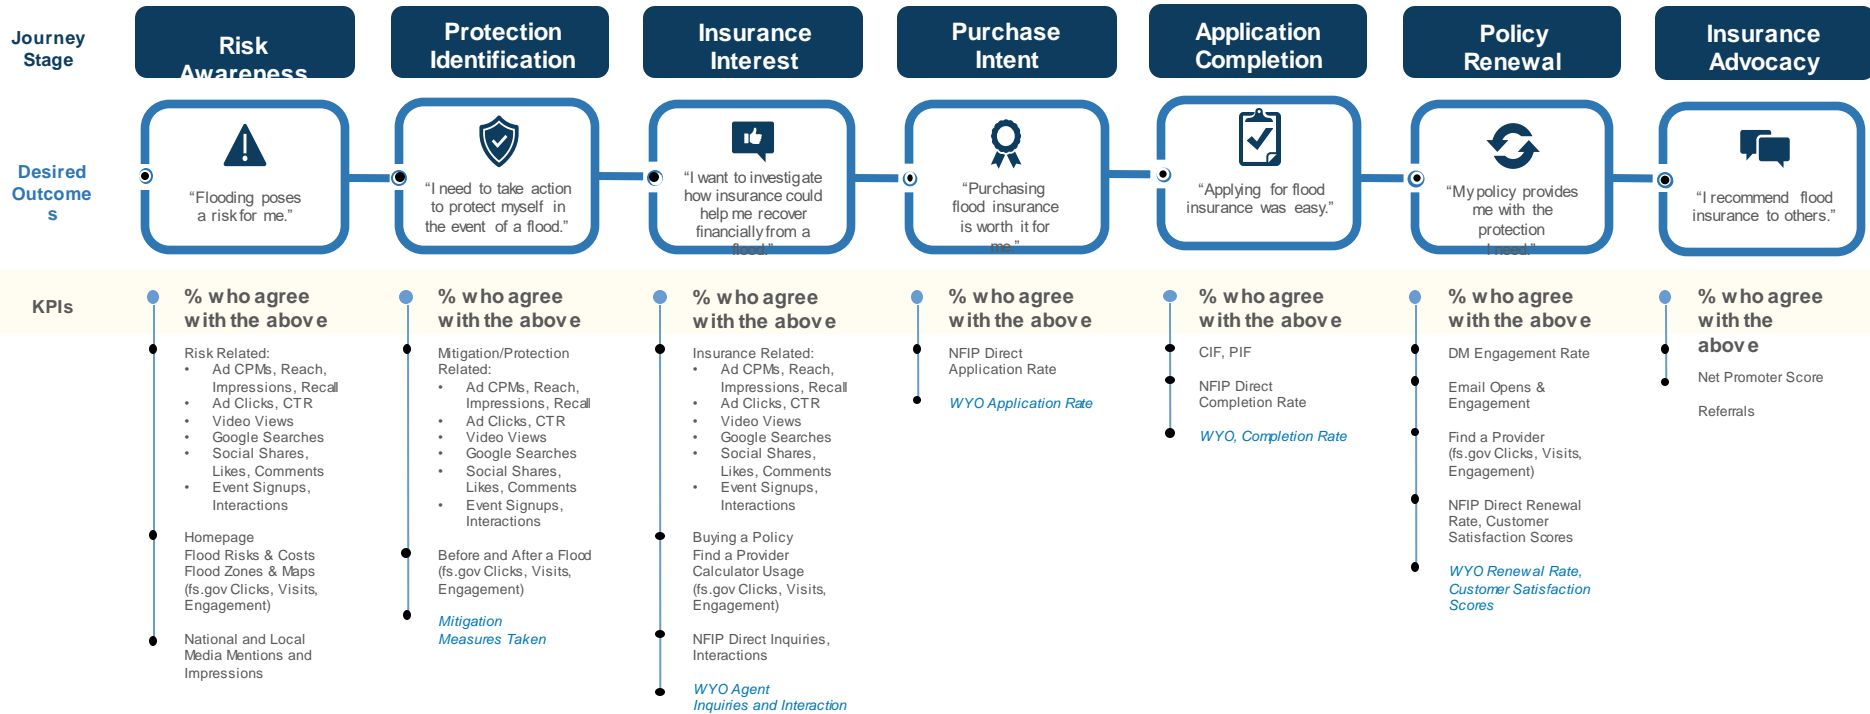 Journey
Stage
Risk
Awareness
Protection
Identification
Insurance
Interest
Purchase
Intent
Application
Completion
Policy
Renewal
Insurance
Advocacy
Desired
Outcome
s
“Flooding poses
a risk for me.”
“I need to take action
to protect myself in
the event of a flood.”
“I want to investigate
how insurance could
help me recover
financially from a
flood.”
“Purchasing
flood insurance
is worth it for
me.”
“Applying for flood
insurance was easy.”
“My policy provides
me with the
protection
I need.”
“I recommend flood
insurance to others.”
KPIs
% who agree
with the above
Risk Related:
• Ad CPMs, Reach,
Impressions, Recall
• Ad Clicks, CTR
• Video Views
• Google Searches
• Social Shares,
Likes, Comments
• Event Signups,
Interactions
Homepage
Flood Risks & Costs
Flood Zones & Maps
(fs.gov Clicks, Visits,
Engagement)
National and Local
Media Mentions and
Impressions
% who agree
with the above
Mitigation/Protection
Related:
• Ad CPMs, Reach,
Impressions, Recall
• Ad Clicks, CTR
• Video Views
• Google Searches
• Social Shares,
Likes, Comments
• Event Signups,
Interactions
Before and After a Flood
(fs.gov Clicks, Visits,
Engagement)
Mitigation
Measures Taken
% who agree
with the above
Insurance Related:
• Ad CPMs, Reach,
Impressions, Recall
• Ad Clicks, CTR
• Video Views
• Google Searches
• Social Shares,
Likes, Comments
• Event Signups,
Interactions
Buying a Policy
Find a Provider
Calculator Usage
(fs.gov Clicks, Visits,
Engagement)
NFIP Direct Inquiries,
Interactions
WYO Agent
Inquiries and Interaction
% who agree
with the above
NFIP Direct
Application Rate
WYO Application Rate
% who agree
with the above
CIF, PIF
NFIP Direct
Completion Rate
WYO, Completion Rate
% who agree
with the above
DM Engagement Rate
Email Opens &
Engagement
Find a Provider
(fs.gov Clicks, Visits,
Engagement)
NFIP Direct Renewal
Rate, Customer
Satisfaction Scores
WYO Renewal Rate,
Customer Satisfaction
Scores
% who agree
with the
above
Net Promoter Score
Referrals